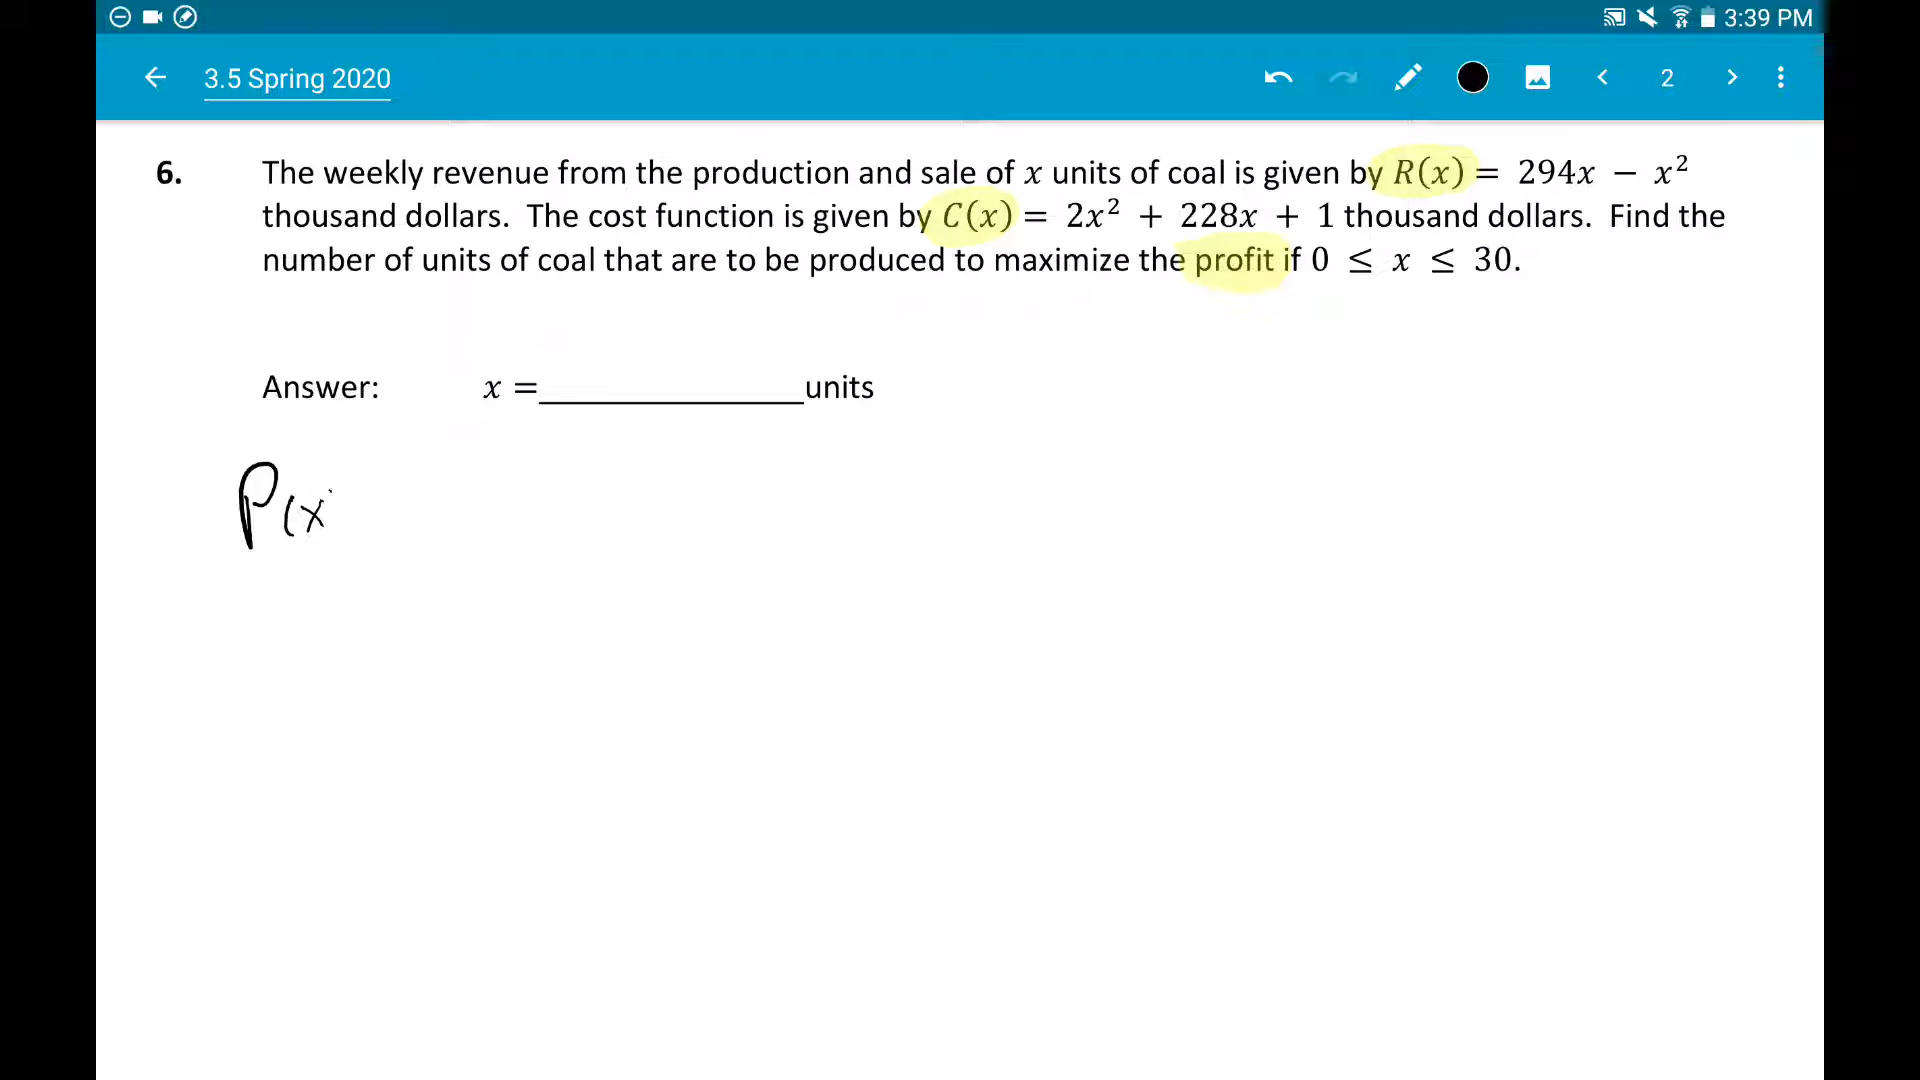 3:39 PM
3.5 Spring 2020
2
6. The weekly revenue from the production and sale of x units of coal is given by R(x) = 294x − x²
thousand dollars. The cost function is given by C(x) = 2x² + 228x + 1 thousand dollars. Find the
number of units of coal that are to be produced to maximize the profit if 0 ≤ x ≤ 30.
Answer: x =_______________units
P(x